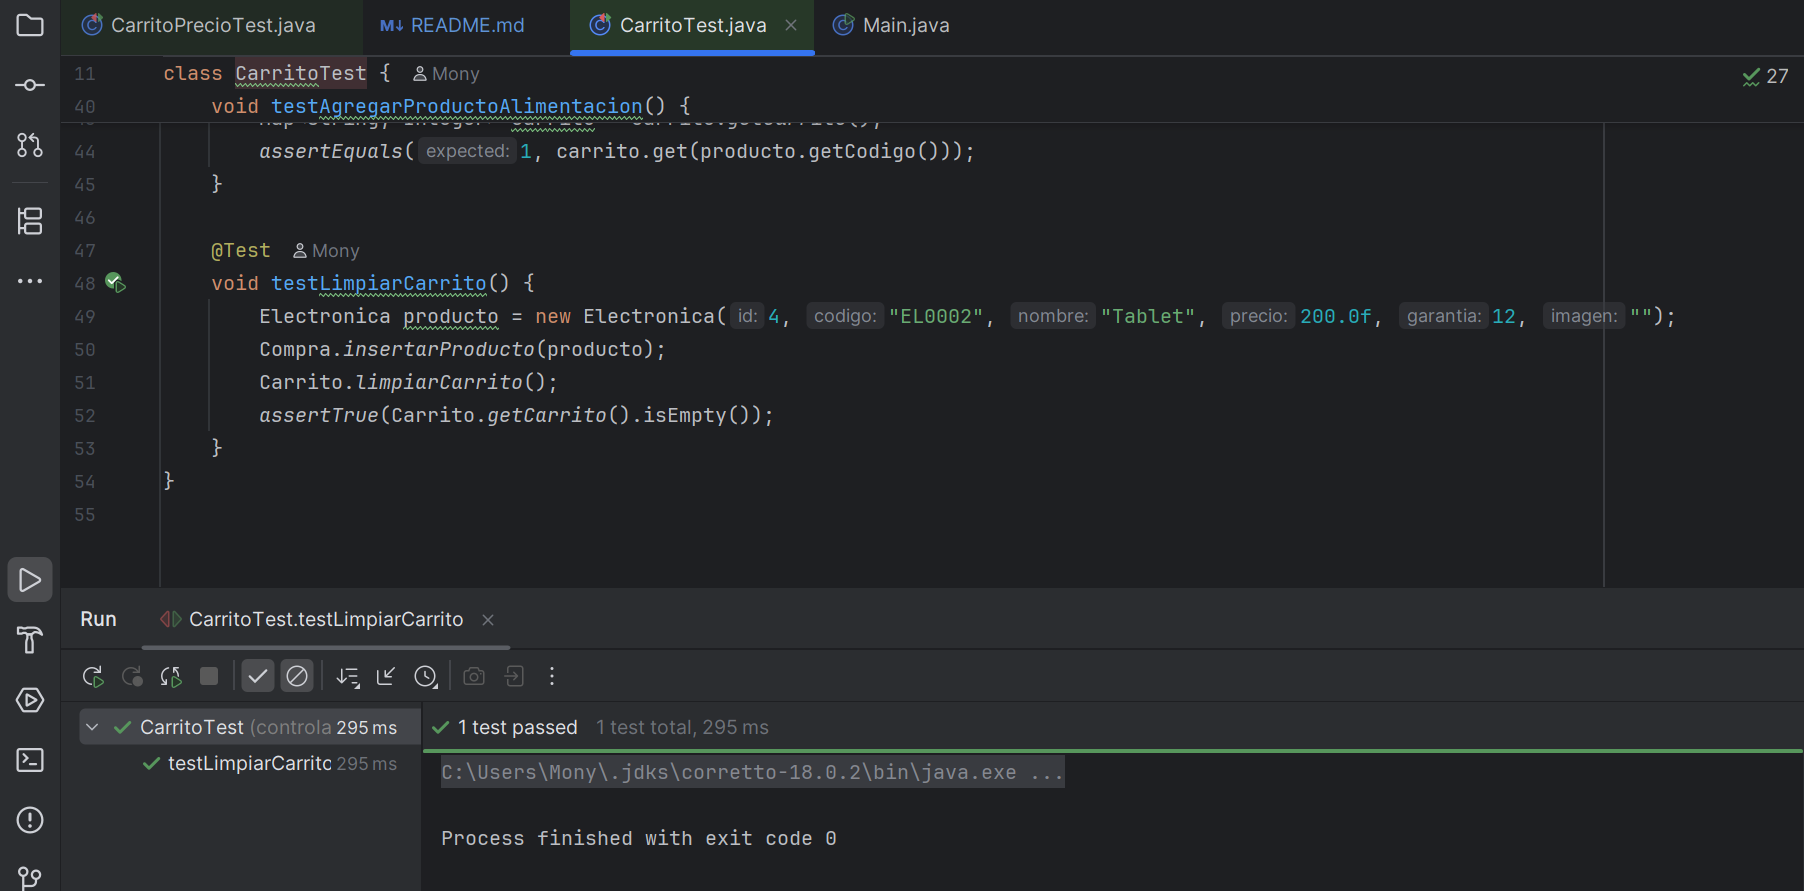 CarritoPrecioTest.java M↓ README.md CarritoTest.java Main.java
11 class CarritoTest { Mony 27
40 void testAgregarProductoAlimentacion() {
44 assertEquals( expected: 1, carrito.get(producto.getCodigo()));
45 }
46
47 @Test Mony
48 void testLimpiarCarrito() {
49 Electronica producto = new Electronica( id: 4, codigo: "EL0002", nombre: "Tablet", precio: 200.0f, garantia: 12, imagen: "");
50 Compra.insertarProducto(producto);
51 Carrito.limpiarCarrito();
52 assertTrue(Carrito.getCarrito().isEmpty());
53 }
54 }
55
Run CarritoTest.testLimpiarCarrito
CarritoTest (controla 295 ms
1 test passed 1 test total, 295 ms
testLimpiarCarrito 295 ms
C:\Users\Mony\.jdks\corretto-18.0.2\bin\java.exe ...
Process finished with exit code 0